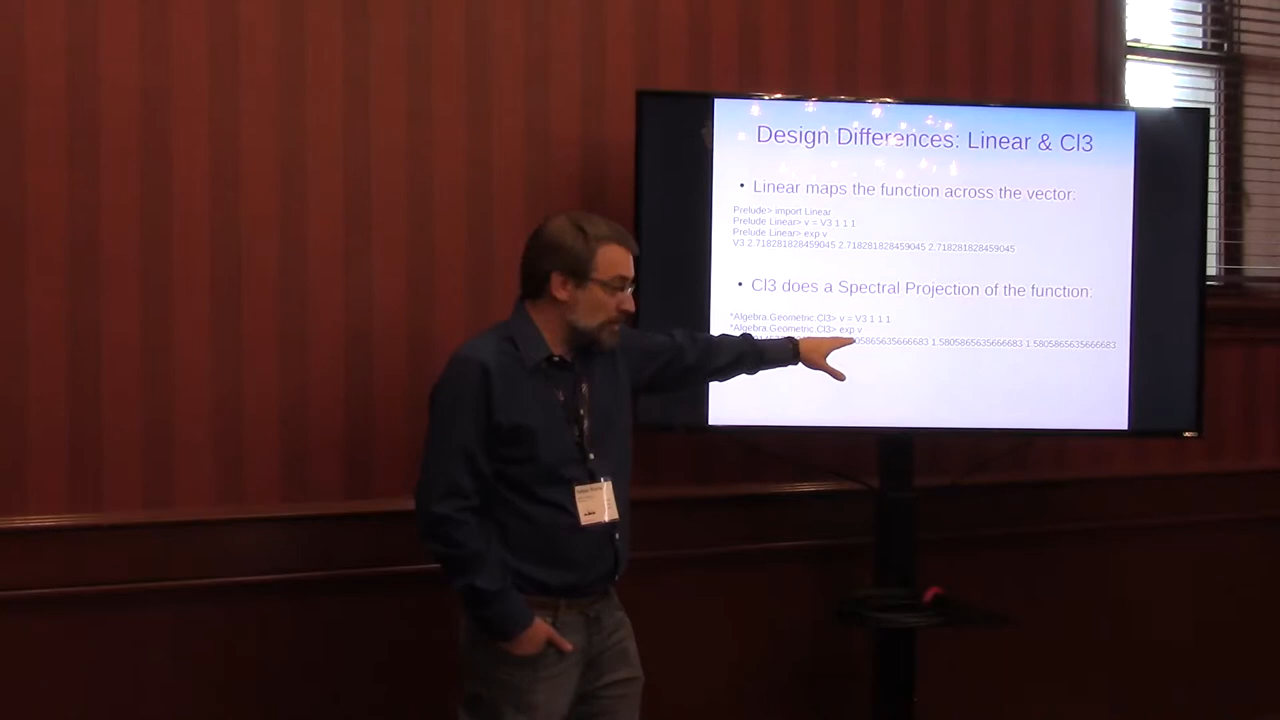 Design Differences: Linear & Cl3
• Linear maps the function across the vector:
Prelude> import Linear
Prelude Linear> v = V3 1 1 1
Prelude Linear> exp v
V3 2.718281828459045 2.718281828459045 2.718281828459045
• Cl3 does a Spectral Projection of the function:
*Algebra.Geometric.Cl3> v = V3 1 1 1
*Algebra.Geometric.Cl3> exp v
05865635666683 1.5805865635666683 1.5805865635666683